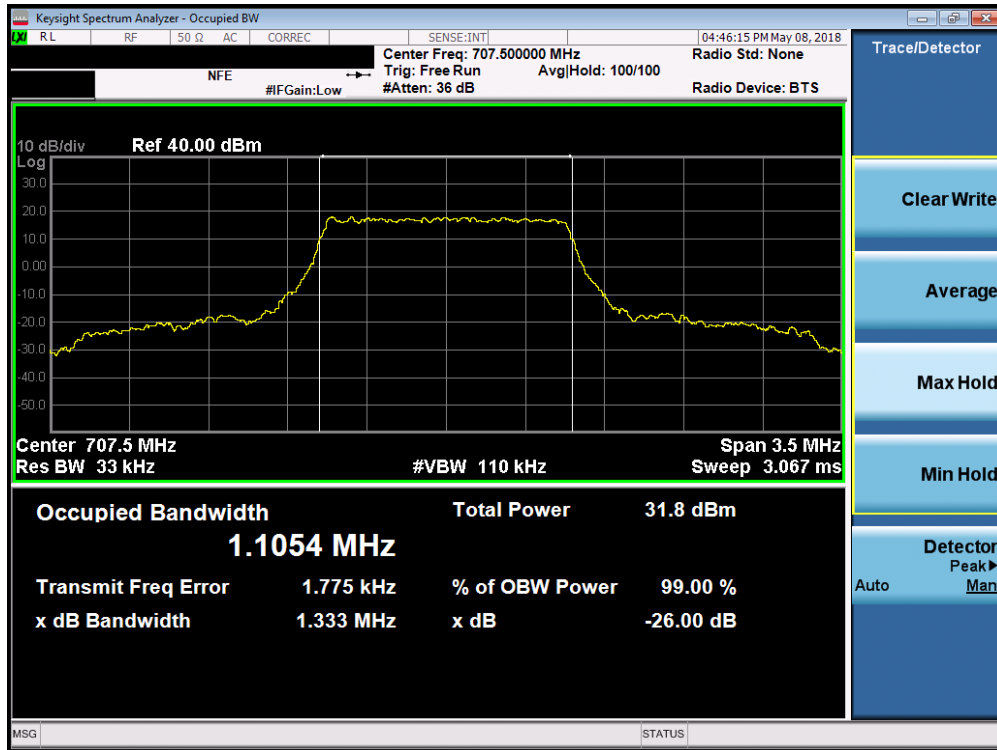 Keysight Spectrum Analyzer - Occupied BW
LXI RL RF 50 Ω AC CORREC SENSE:INT 04:46:15 PM May 08, 2018
Center Freq: 707.500000 MHz Radio Std: None
NFE Trig: Free Run Avg|Hold: 100/100
#IFGain:Low #Atten: 36 dB Radio Device: BTS
10 dB/div Ref 40.00 dBm
Log
30.0
20.0
10.0
0.00
-10.0
-20.0
-30.0
-40.0
-50.0
Center 707.5 MHz Span 3.5 MHz
Res BW 33 kHz #VBW 110 kHz Sweep 3.067 ms
Occupied Bandwidth Total Power 31.8 dBm
1.1054 MHz
Transmit Freq Error 1.775 kHz % of OBW Power 99.00 %
x dB Bandwidth 1.333 MHz x dB -26.00 dB
MSG STATUS
Trace/Detector
Clear Write
Average
Max Hold
Min Hold
Detector
Peak▶
Auto Man